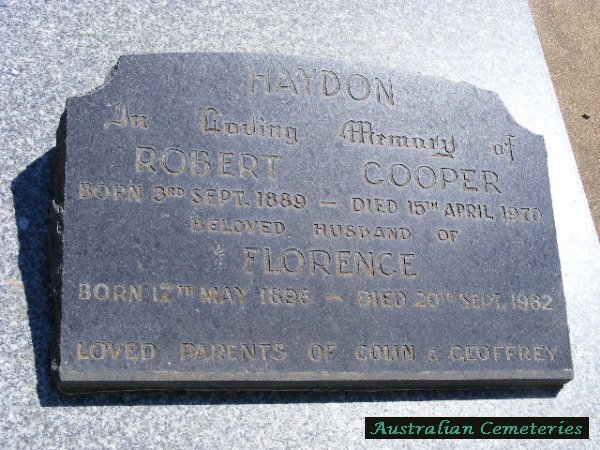 HAYDON
In Loving Memory of
ROBERT COOPER
BORN 3RD SEPT. 1889 — DIED 15TH APRIL 1970
BELOVED HUSBAND OF
FLORENCE
BORN 17TH MAY 1896 — DIED 20TH SEPT. 1982
LOVED PARENTS OF COLIN & GEOFFREY
Australian Cemeteries